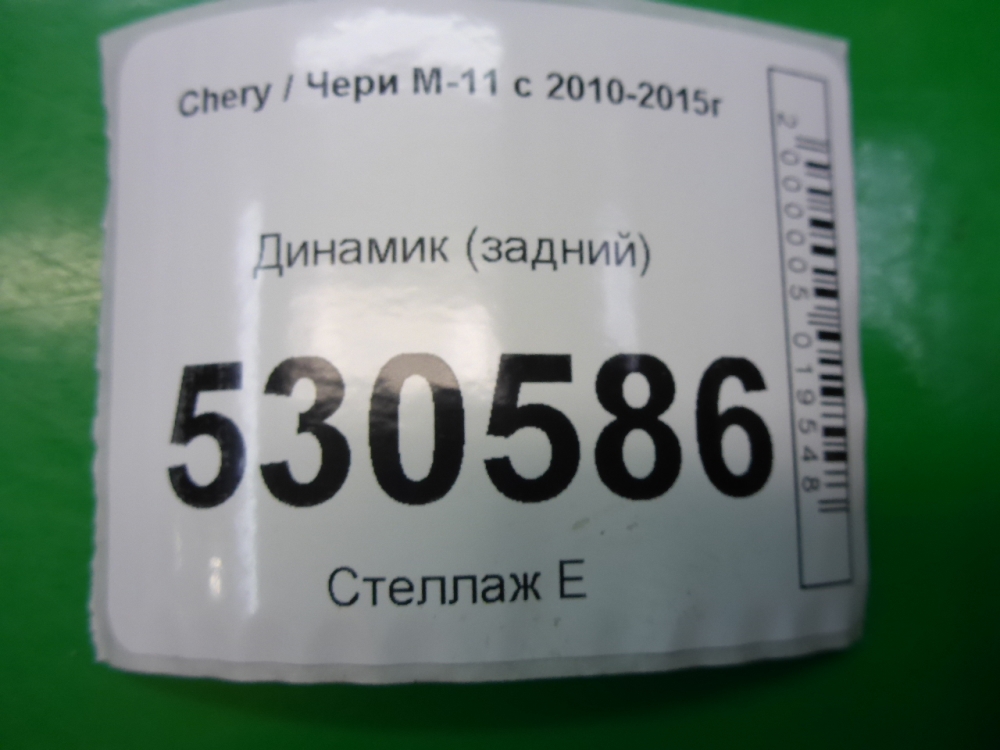 Chery / Чери М-11 с 2010-2015г
Динамик (задний)
530586
Стеллаж Е
2000005019548